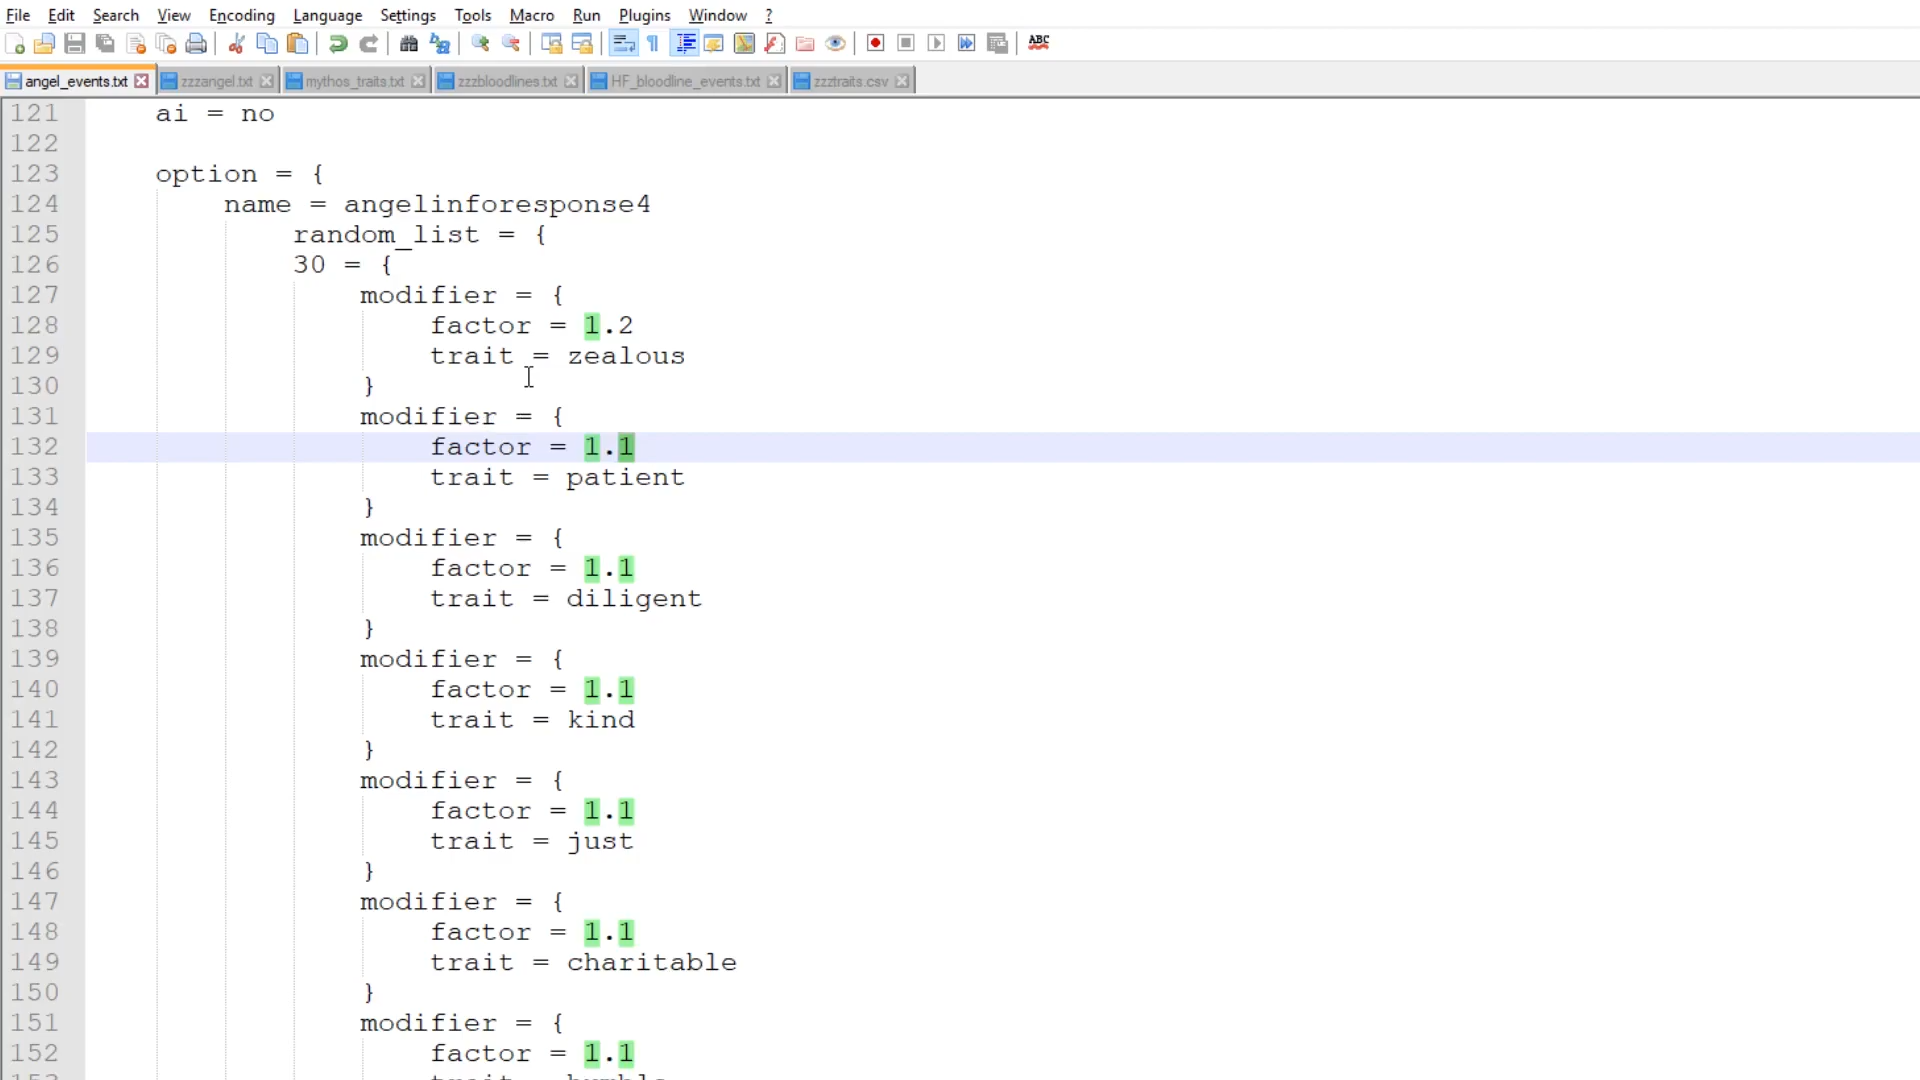 File Edit Search View Encoding Language Settings Tools Macro Run Plugins Window ?
ABC
angel_events.txt zzzangel.txt mythos_traits.txt zzzbloodlines.txt HF_bloodline_events.txt zzztraits.csv
121 ai = no
122
123 option = {
124 name = angelinforesponse4
125 random_list = {
126 30 = {
127 modifier = {
128 factor = 1.2
129 trait = zealous
130 }
131 modifier = {
132 factor = 1.1
133 trait = patient
134 }
135 modifier = {
136 factor = 1.1
137 trait = diligent
138 }
139 modifier = {
140 factor = 1.1
141 trait = kind
142 }
143 modifier = {
144 factor = 1.1
145 trait = just
146 }
147 modifier = {
148 factor = 1.1
149 trait = charitable
150 }
151 modifier = {
152 factor = 1.1